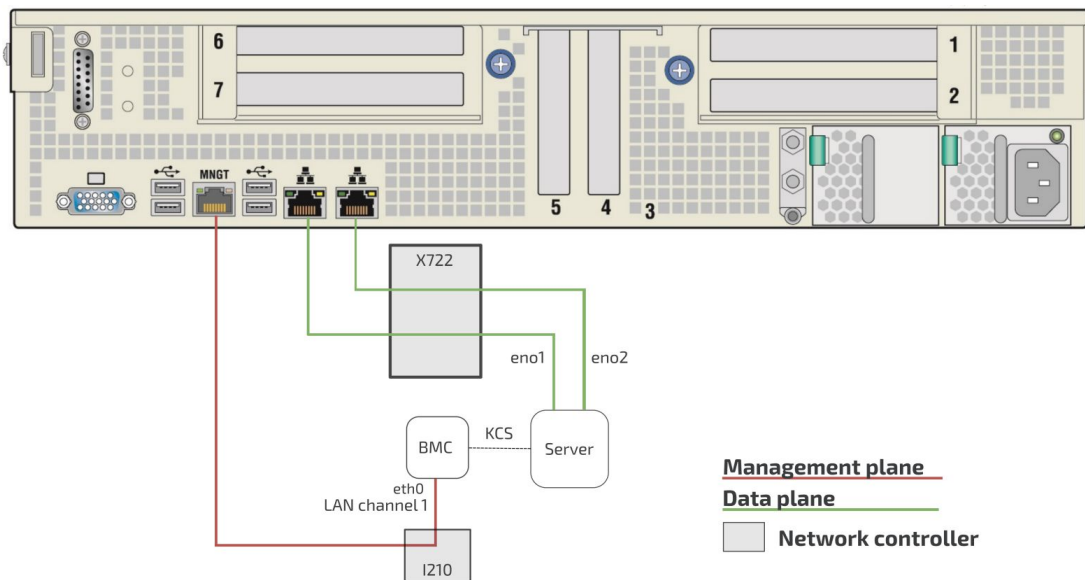 6
7
1
2
MNGT
5
4
3
X722
eno1
eno2
BMC
KCS
Server
eth0
LAN channel 1
I210
Management plane
Data plane
Network controller